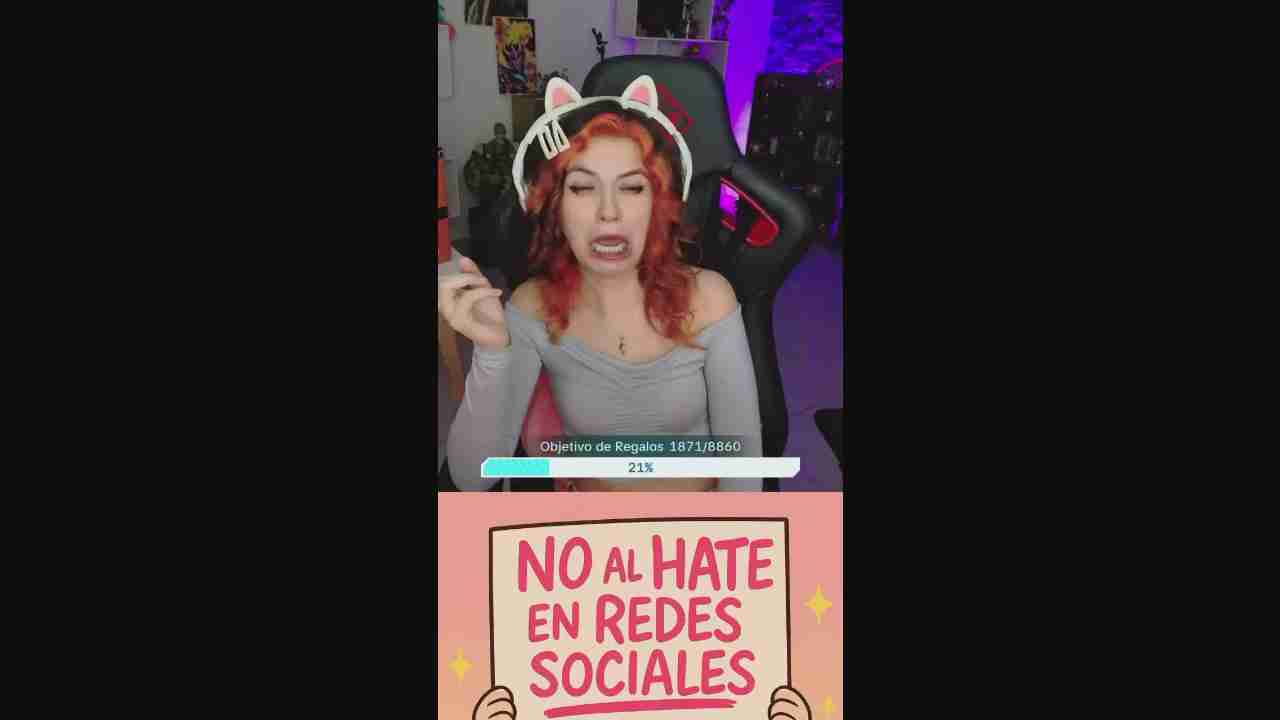 Objetivo de Regalos 1871/8860
21%
NO AL HATE
EN REDES
SOCIALES